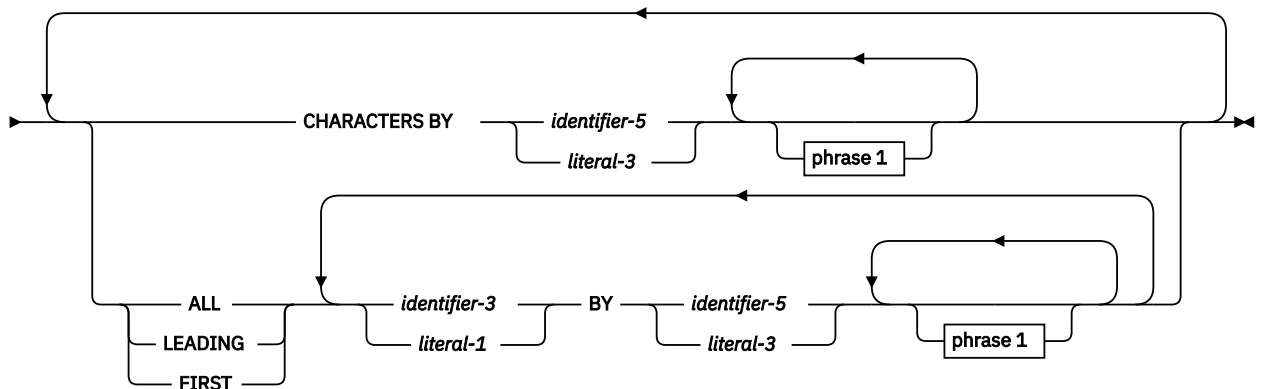 CHARACTERS BY identifier-5
literal-3
phrase 1
ALL identifier-3 BY identifier-5
LEADING literal-1 literal-3 phrase 1
FIRST